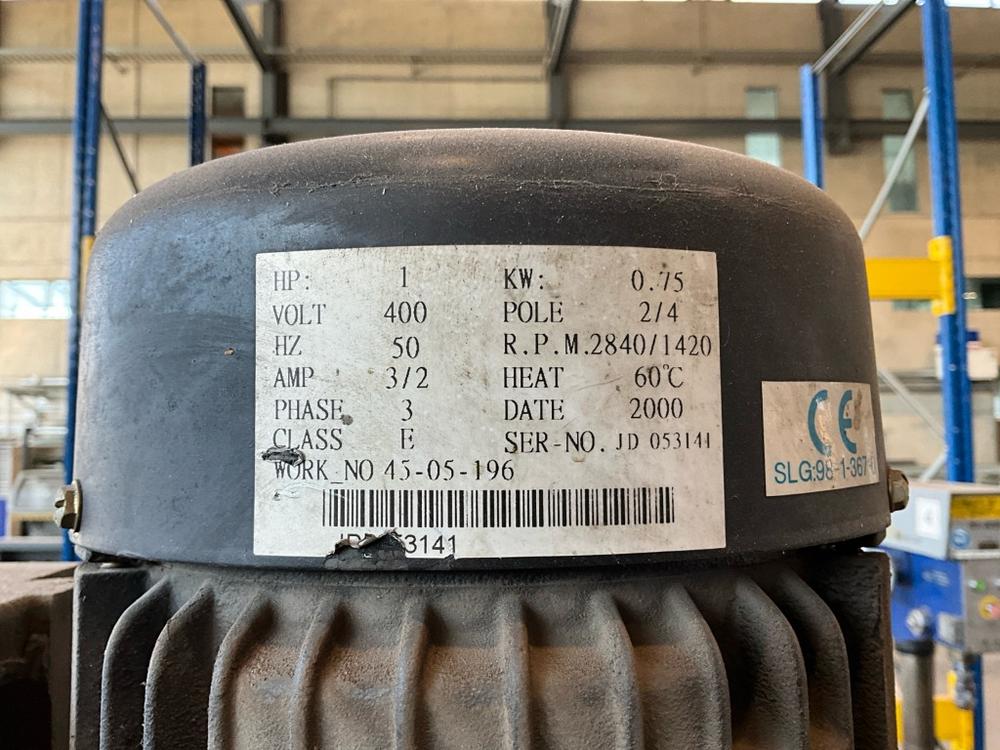 HP: 1 KW: 0.75
VOLT 400 POLE 2/4
HZ 50 R.P.M. 2840/1420
AMP 3/2 HEAT 60°C
PHASE 3 DATE 2000
CLASS E SER-NO. JD 053141
WORK_NO 45-05-196
3141
CE
SLG:98-1-367-0